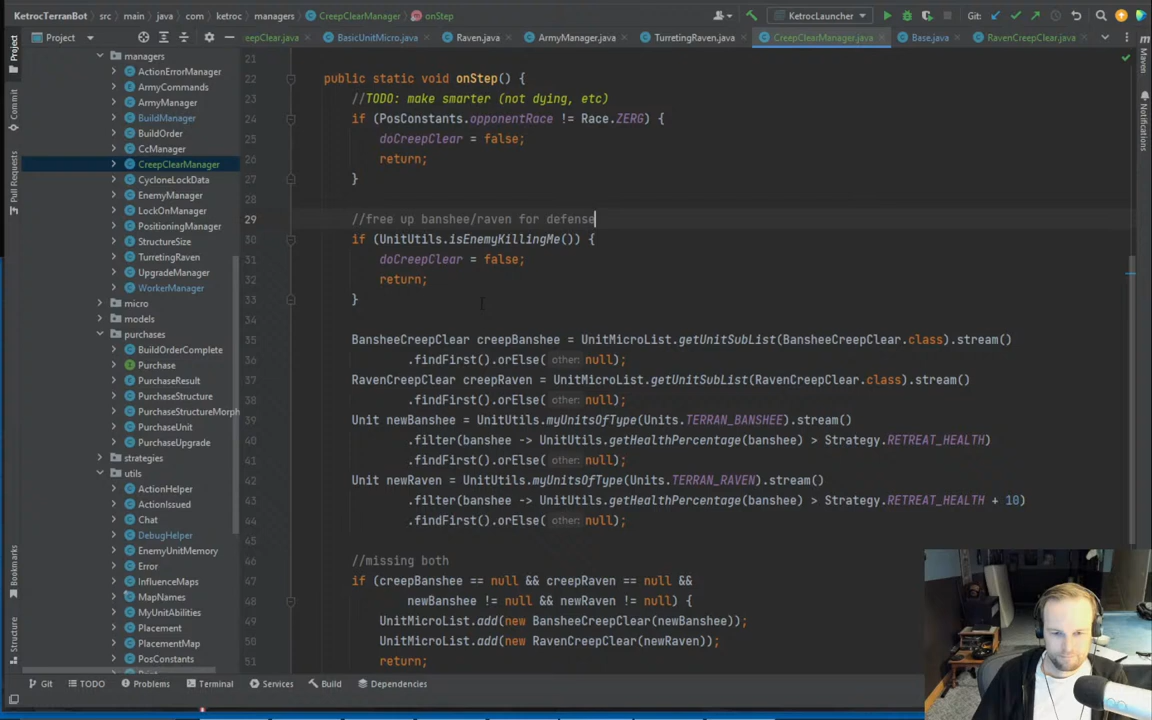 KetrocTerranBot
src
main
java
com
ketroc
managers
CreepClearManager
onStep
KetrocLauncher
Git:
Project
eepClear.java
BasicUnitMicro.java
Raven.java
ArmyManager.java
TurretingRaven.java
CreepClearManager.java
Base.java
RavenCreepClear.java
Project
Commit
Pull Requests
Bookmarks
Structure
Maven
Notifications
managers
ActionErrorManager
ArmyCommands
ArmyManager
BuildManager
BuildOrder
CcManager
CreepClearManager
CycloneLockData
EnemyManager
LockOnManager
PositioningManager
StructureSize
TurretingRaven
UpgradeManager
WorkerManager
micro
models
purchases
BuildOrderComplete
Purchase
PurchaseResult
PurchaseStructure
PurchaseStructureMorph
PurchaseUnit
PurchaseUpgrade
strategies
utils
ActionHelper
ActionIssued
Chat
DebugHelper
EnemyUnitMemory
Error
InfluenceMaps
MapNames
MyUnitAbilities
Placement
PlacementMap
PosConstants
21
22 public static void onStep() {
23 //TODO: make smarter (not dying, etc)
24 if (PosConstants.opponentRace != Race.ZERG) {
25 doCreepClear = false;
26 return;
27 }
28
29 //free up banshee/raven for defense
30 if (UnitUtils.isEnemyKillingMe()) {
31 doCreepClear = false;
32 return;
33 }
34
35 BansheeCreepClear creepBanshee = UnitMicroList.getUnitSubList(BansheeCreepClear.class).stream()
36 .findFirst().orElse( other: null);
37 RavenCreepClear creepRaven = UnitMicroList.getUnitSubList(RavenCreepClear.class).stream()
38 .findFirst().orElse( other: null);
39 Unit newBanshee = UnitUtils.myUnitsOfType(Units.TERRAN_BANSHEE).stream()
40 .filter(banshee -> UnitUtils.getHealthPercentage(banshee) > Strategy.RETREAT_HEALTH)
41 .findFirst().orElse( other: null);
42 Unit newRaven = UnitUtils.myUnitsOfType(Units.TERRAN_RAVEN).stream()
43 .filter(banshee -> UnitUtils.getHealthPercentage(banshee) > Strategy.RETREAT_HEALTH + 10)
44 .findFirst().orElse( other: null);
45
46 //missing both
47 if (creepBanshee == null && creepRaven == null &&
48 newBanshee != null && newRaven != null) {
49 UnitMicroList.add(new BansheeCreepClear(newBanshee));
50 UnitMicroList.add(new RavenCreepClear(newRaven));
51 return;
Git
TODO
Problems
Terminal
Services
Build
Dependencies